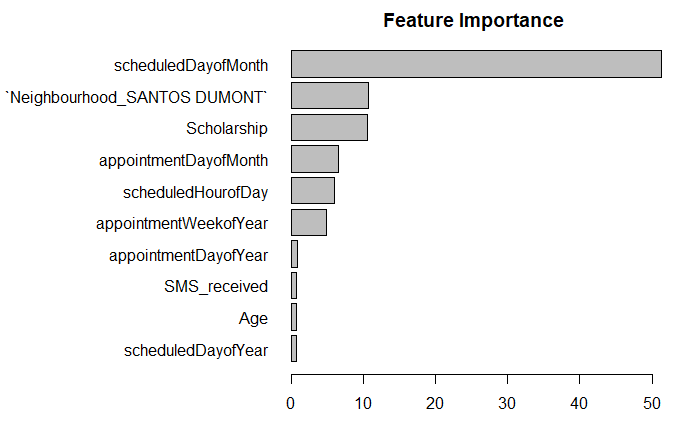 Feature Importance
scheduledDayofMonth
`Neighbourhood_SANTOS DUMONT`
Scholarship
appointmentDayofMonth
scheduledHourofDay
appointmentWeekofYear
appointmentDayofYear
SMS_received
Age
scheduledDayofYear
0 10 20 30 40 50